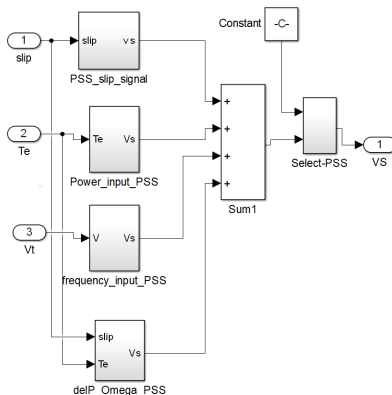 Constant
-C-
1
slip
slip
vs
PSS_slip_signal
2
Te
Te
Vs
Power_input_PSS
+
+
+
+
Sum1
Select-PSS
1
VS
3
Vt
V
Vs
frequency_input_PSS
slip
Te
Vs
delP_Omega_PSS